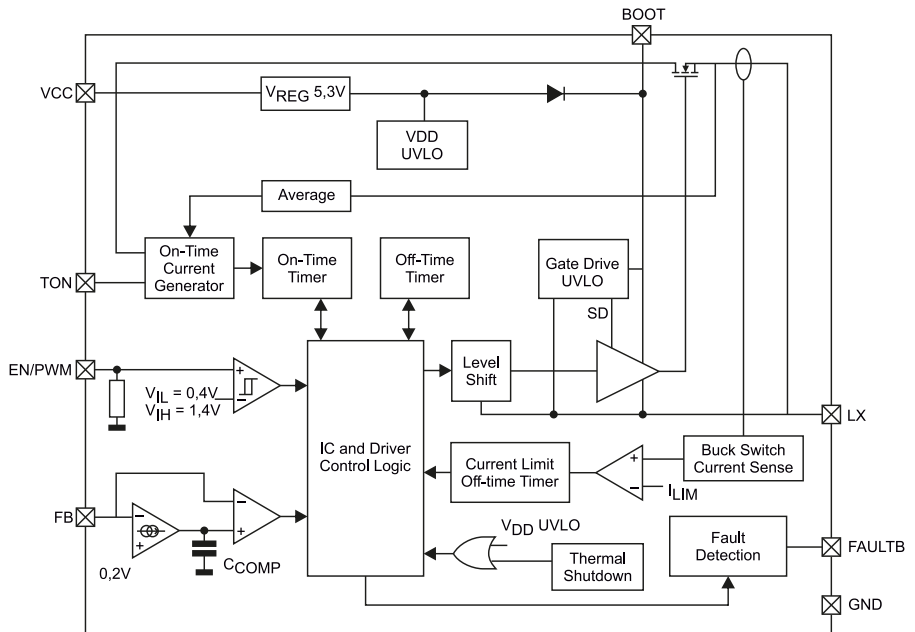 BOOT
VCC
VREG 5,3V
VDD
UVLO
Average
On-Time
Current
Generator
On-Time
Timer
Off-Time
Timer
Gate Drive
UVLO
TON
SD
EN/PWM
+
−
VIL = 0,4V
VIH = 1,4V
Level
Shift
LX
IC and Driver
Control Logic
Current Limit
Off-time Timer
+
−
ILIM
Buck Switch
Current Sense
FB
−
+
0,2V
−
+
CCOMP
VDD UVLO
Thermal
Shutdown
Fault
Detection
FAULTB
GND